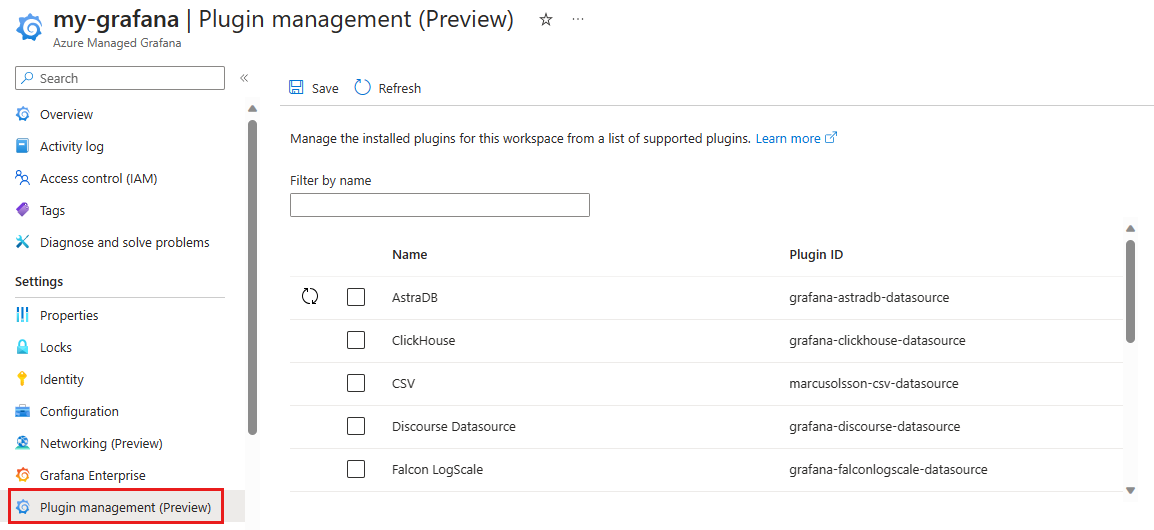 my-grafana | Plugin management (Preview)
Azure Managed Grafana
Search
Overview
Activity log
Access control (IAM)
Tags
Diagnose and solve problems
Settings
Properties
Locks
Identity
Configuration
Networking (Preview)
Grafana Enterprise
Plugin management (Preview)
Save Refresh
Manage the installed plugins for this workspace from a list of supported plugins. Learn more
Filter by name
Name Plugin ID
AstraDB grafana-astradb-datasource
ClickHouse grafana-clickhouse-datasource
CSV marcusolsson-csv-datasource
Discourse Datasource grafana-discourse-datasource
Falcon LogScale grafana-falconlogscale-datasource